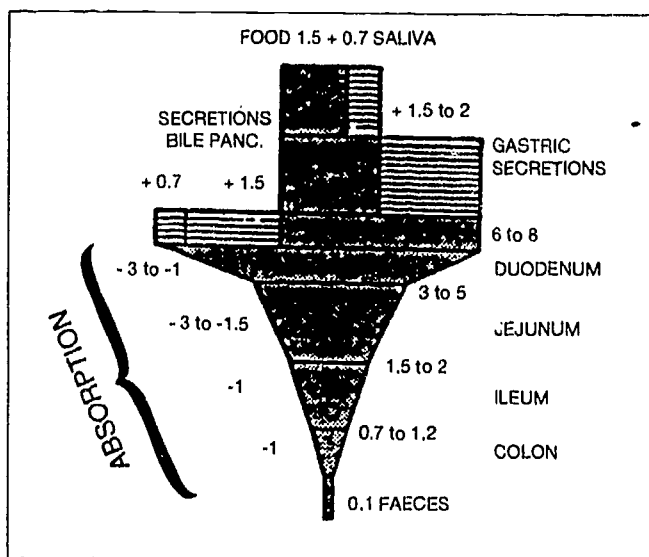 FOOD 1.5 + 0.7 SALIVA
+ 1.5 to 2
SECRETIONS
BILE PANC.
GASTRIC
SECRETIONS
+ 0.7
+ 1.5
6 to 8
DUODENUM
- 3 to -1
3 to 5
- 3 to -1.5
JEJUNUM
1,5 to 2
-1
ILEUM
0.7 to 1,2
-1
COLON
0.1 FAECES
ABSORPTION